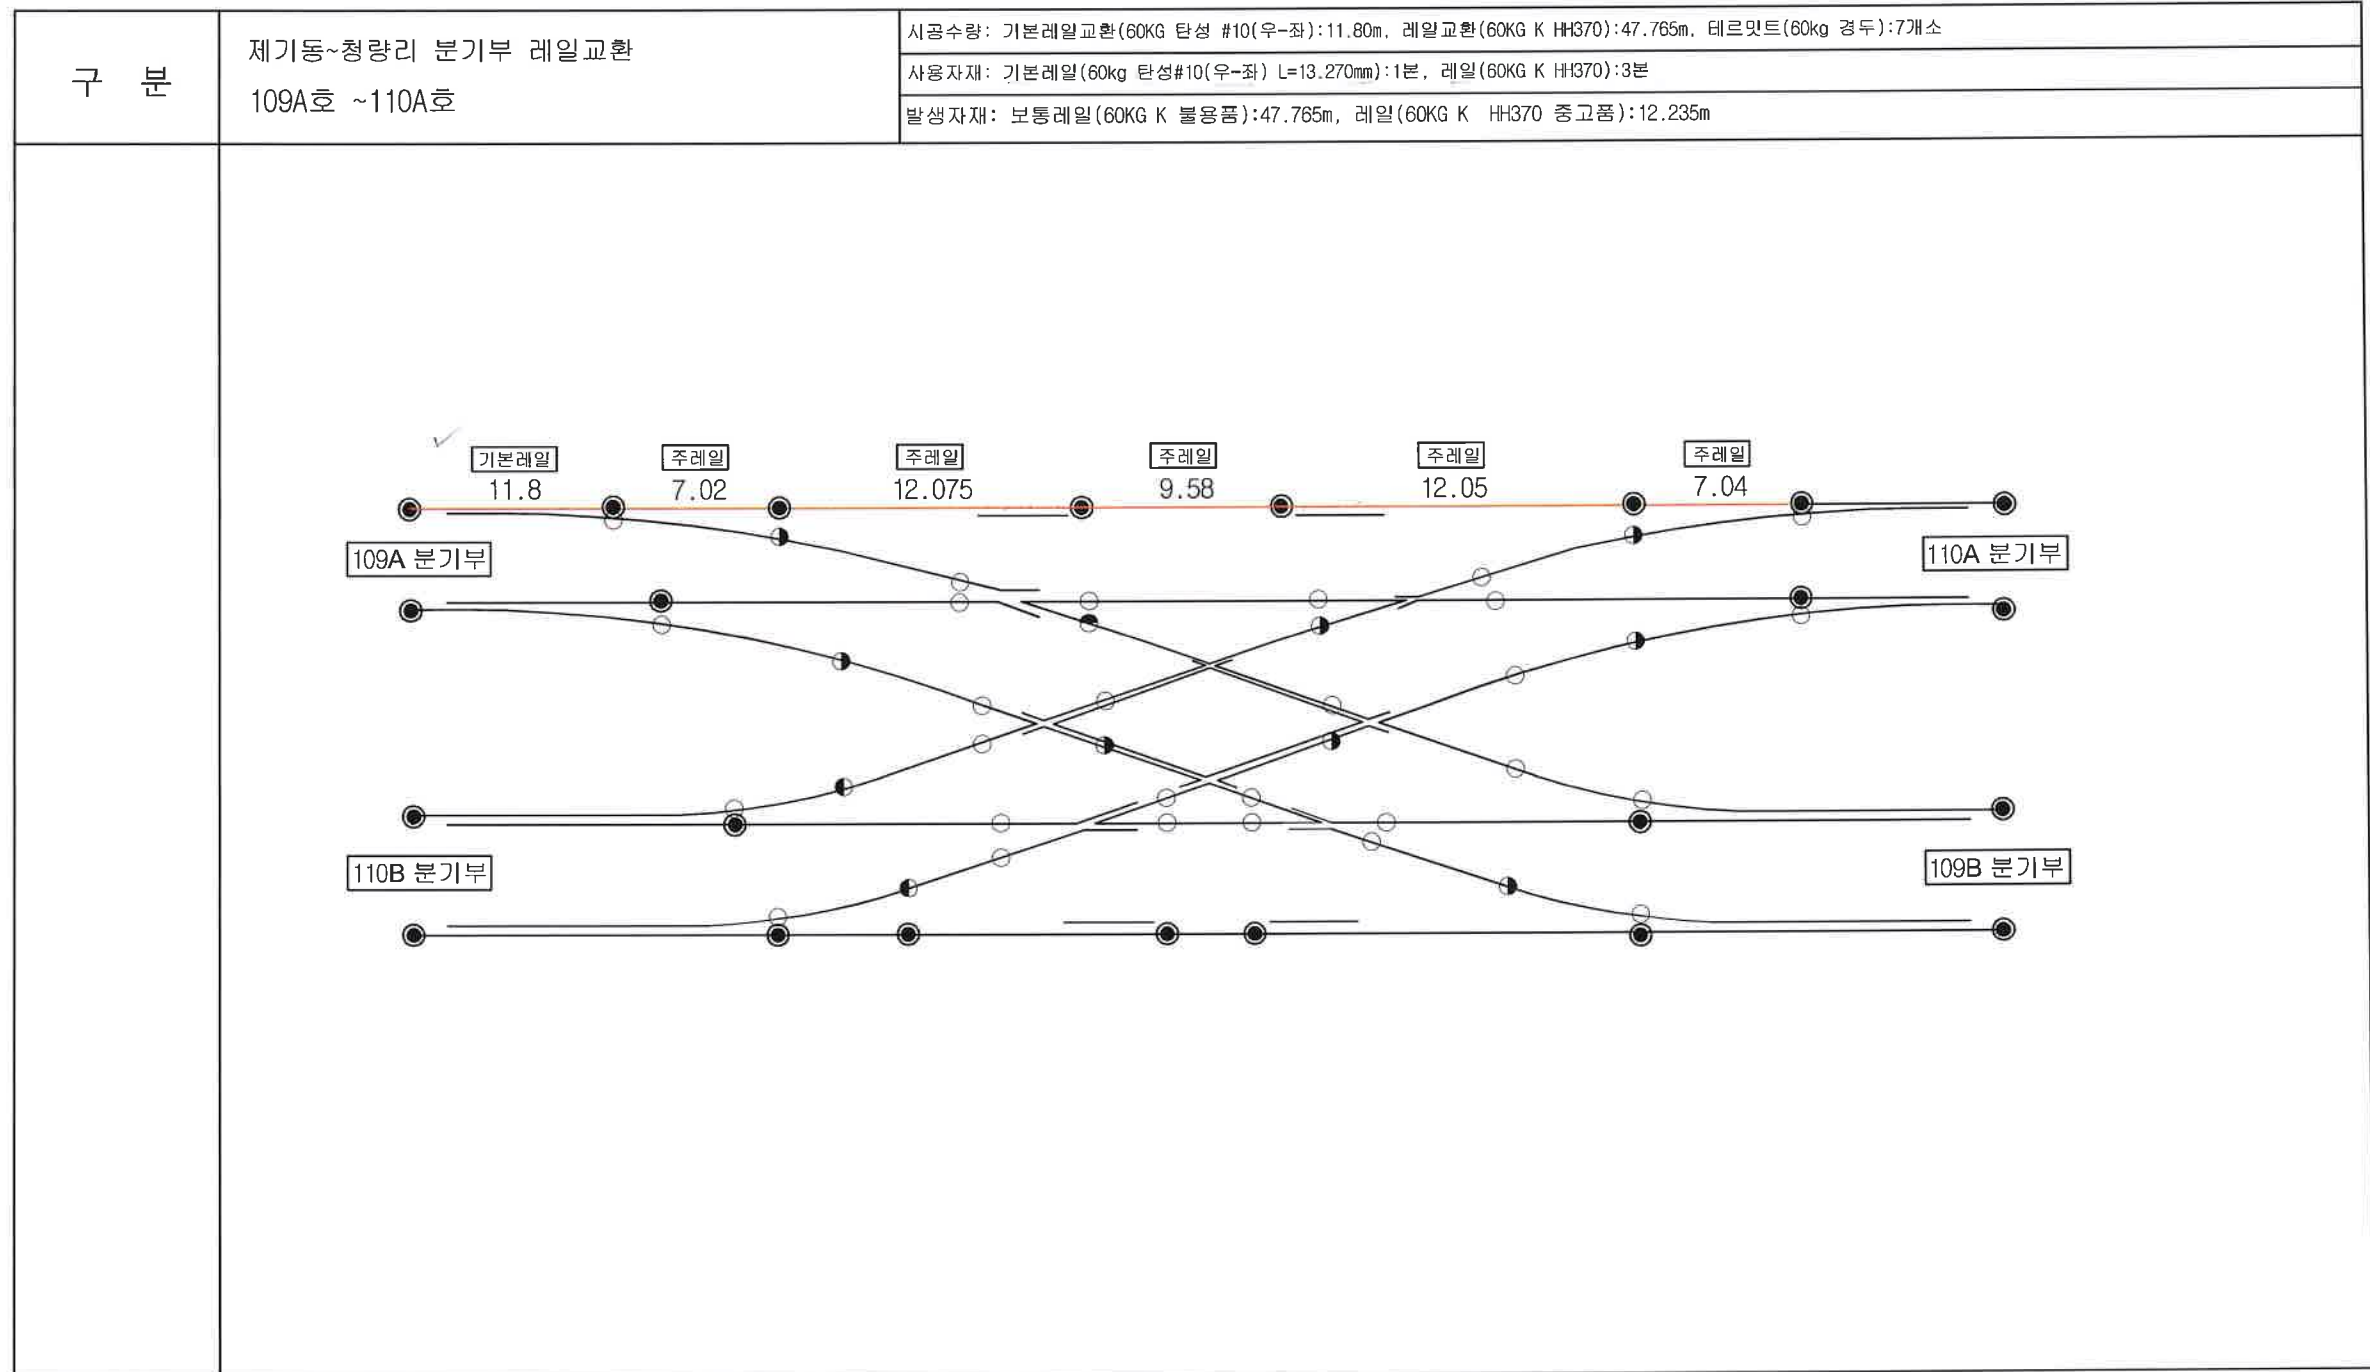 구 분
제기동~청량리 분기부 레일교환
109A호 ~110A호
시공수량: 기본레일교환(60KG 탄성 #10(우-좌):11.80m, 레일교환(60KG K HH370):47.765m, 테르밋트(60kg 경두):7개소
사용자재: 기본레일(60kg 탄성#10(우-좌) L=13.270mm):1본, 레일(60KG K HH370):3본
발생자재: 보통레일(60KG K 불용품):47.765m, 레일(60KG K HH370 중고품):12.235m
기본레일 주레일 주레일 주레일 주레일 주레일
11.8 7.02 12.075 9.58 12.05 7.04
109A 분기부
110A 분기부
110B 분기부
109B 분기부